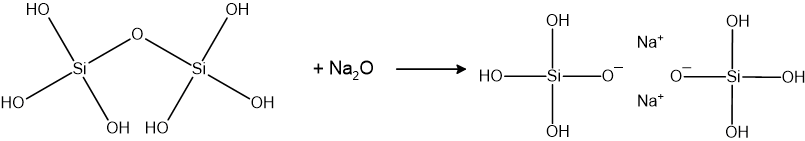 HO OH OH
O Na⁺ OH
Si Si + Na₂O HO Si O⁻ O⁻ Si OH
HO OH Na⁺
OH HO OH OH